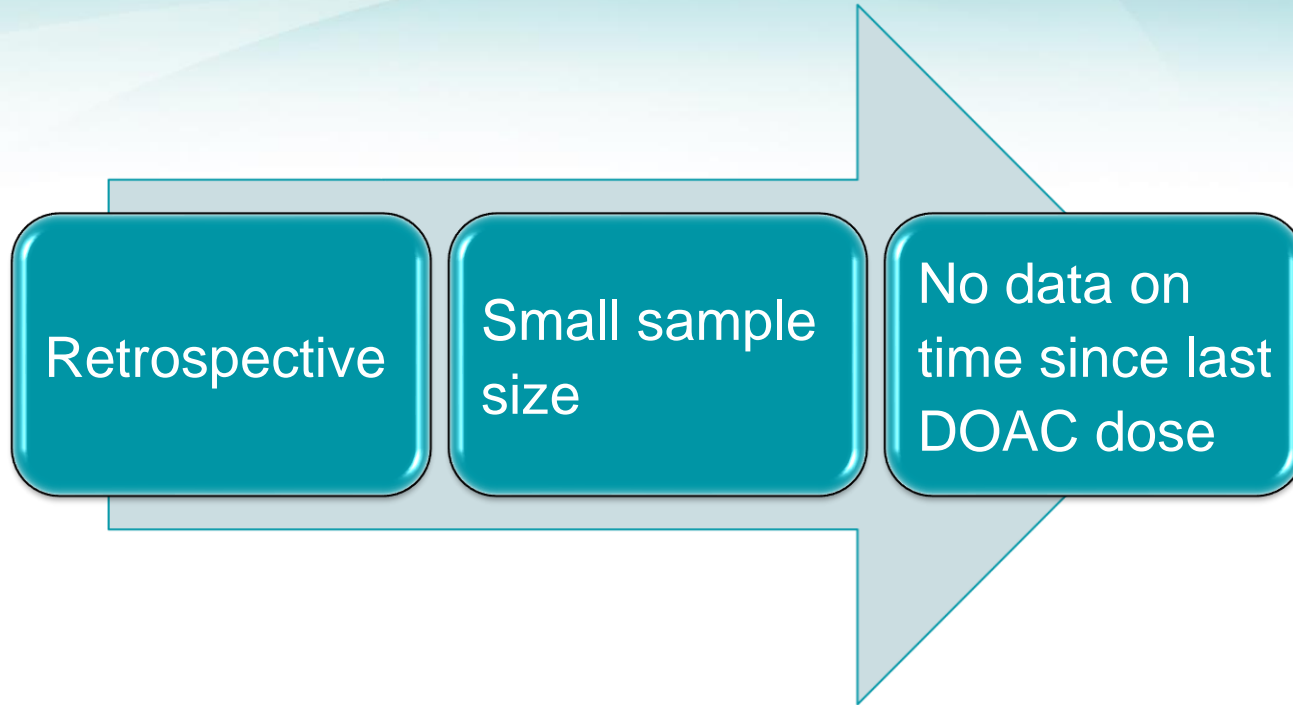 Retrospective
Small sample
size
No data on
time since last
DOAC dose